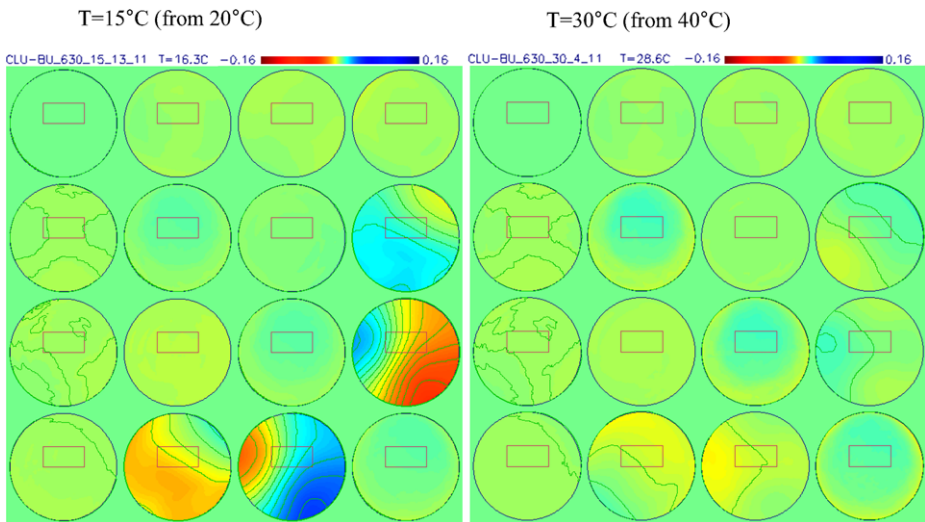 T=15°C (from 20°C)
T=30°C (from 40°C)
CLU-BU_630_15_13_11 T=16.3C -0.16 0.16
CLU-BU_630_30_4_11 T=28.6C -0.16 0.16